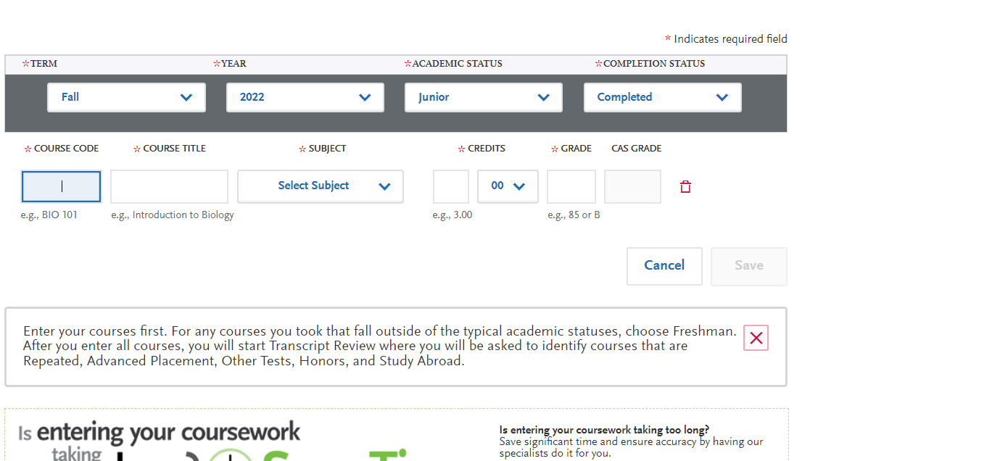 * Indicates required field
*TERM *YEAR *ACADEMIC STATUS *COMPLETION STATUS
Fall 2022 Junior Completed
* COURSE CODE * COURSE TITLE * SUBJECT * CREDITS * GRADE CAS GRADE
Select Subject 00
e.g., BIO 101 e.g., Introduction to Biology e.g., 3.00 e.g., 85 or B
Cancel Save
Enter your courses first. For any courses you took that fall outside of the typical academic statuses, choose Freshman.
After you enter all courses, you will start Transcript Review where you will be asked to identify courses that are
Repeated, Advanced Placement, Other Tests, Honors, and Study Abroad.
Is entering your coursework
taking
Is entering your coursework taking too long?
Save significant time and ensure accuracy by having our
specialists do it for you.